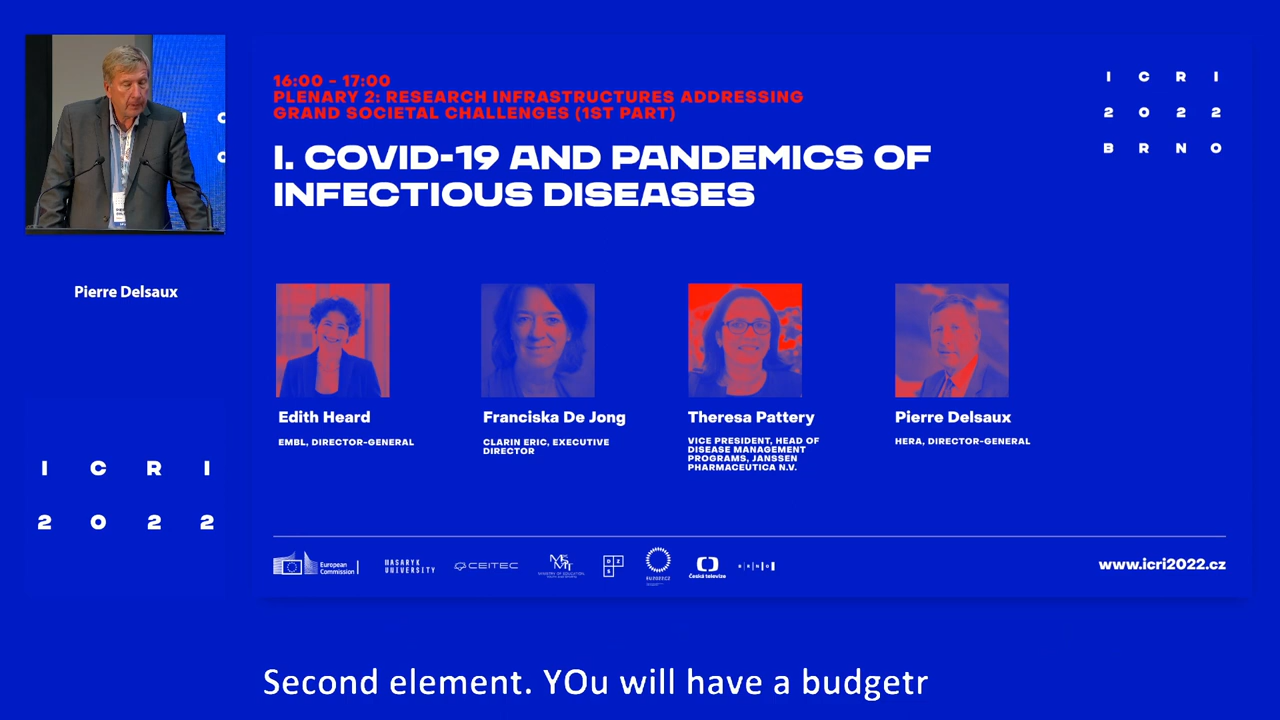 16:00 – 17:00
PLENARY 2: RESEARCH INFRASTRUCTURES ADDRESSING
GRAND SOCIETAL CHALLENGES (1ST PART)
I. COVID-19 AND PANDEMICS OF
INFECTIOUS DISEASES
I C R I
2 0 2 2
B R N O
Pierre Delsaux
Edith Heard
EMBL, DIRECTOR-GENERAL
Franciska De Jong
CLARIN ERIC, EXECUTIVE
DIRECTOR
Theresa Pattery
VICE PRESIDENT, HEAD OF
DISEASE MANAGEMENT
PROGRAMS, JANSSEN
PHARMACEUTICA N.V.
Pierre Delsaux
HERA, DIRECTOR-GENERAL
I C R I
2 0 2 2
European
Commission
MASARYK
UNIVERSITY
CEITEC
Česká televize
B R N O
www.icri2022.cz
Second element. YOu will have a budgetr